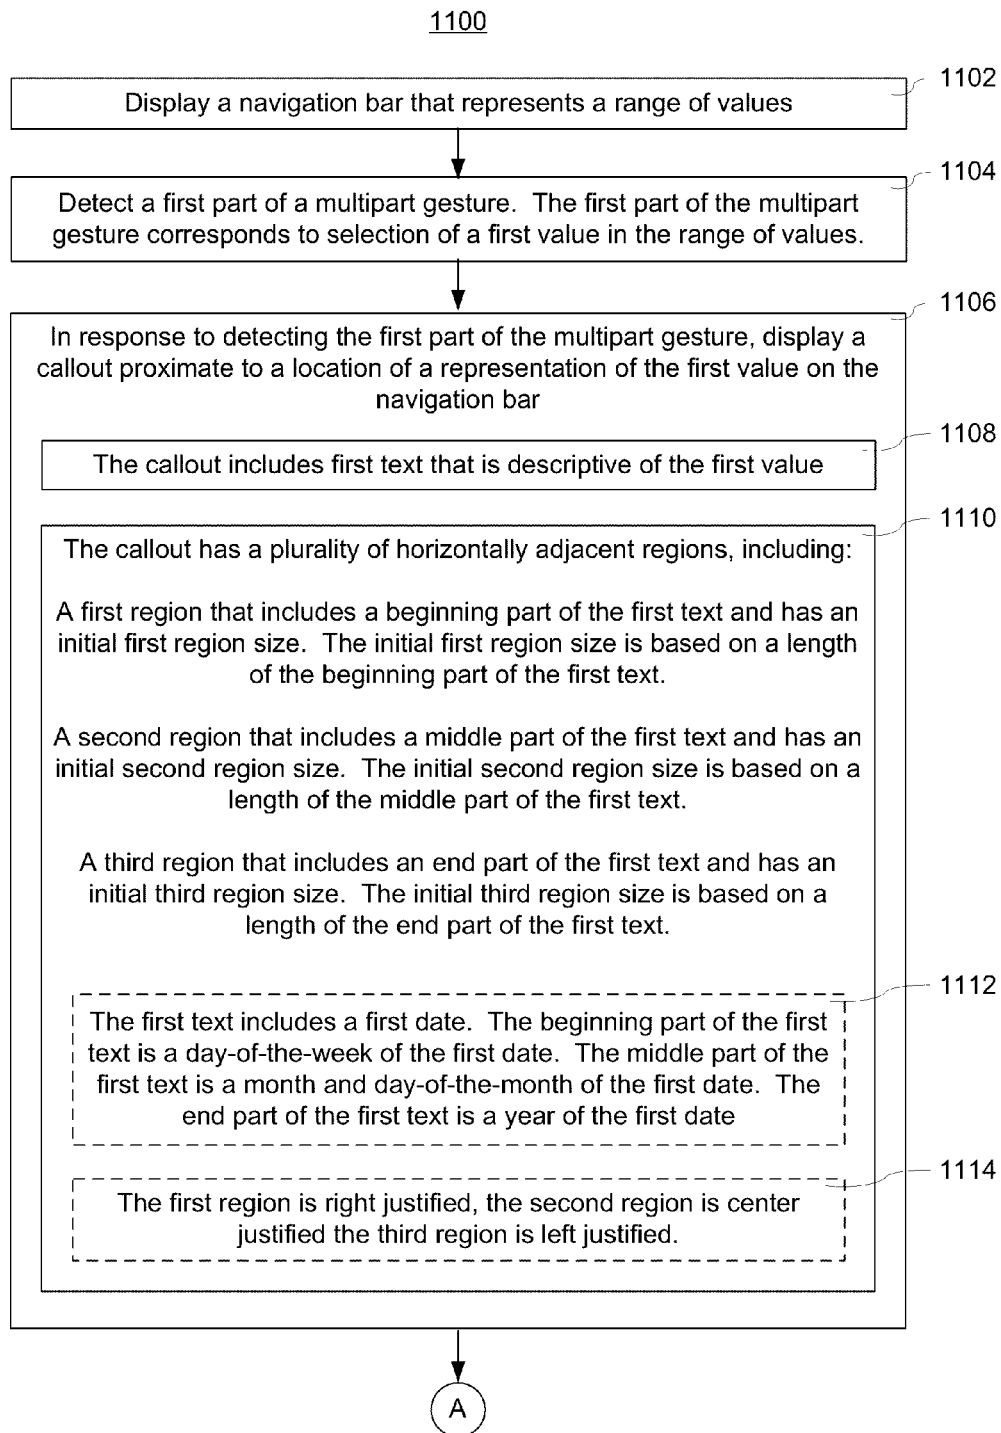 1100
1102
Display a navigation bar that represents a range of values
1104
Detect a first part of a multipart gesture.  The first part of the multipart
gesture corresponds to selection of a first value in the range of values.
1106
In response to detecting the first part of the multipart gesture, display a
callout proximate to a location of a representation of the first value on the
navigation bar
1108
The callout includes first text that is descriptive of the first value
1110
The callout has a plurality of horizontally adjacent regions, including:
A first region that includes a beginning part of the first text and has an
initial first region size.  The initial first region size is based on a length
of the beginning part of the first text.
A second region that includes a middle part of the first text and has an
initial second region size.  The initial second region size is based on a
length of the middle part of the first text.
A third region that includes an end part of the first text and has an
initial third region size.  The initial third region size is based on a
length of the end part of the first text.
1112
The first text includes a first date.  The beginning part of the first
text is a day-of-the-week of the first date.  The middle part of the
first text is a month and day-of-the-month of the first date.  The
end part of the first text is a year of the first date
1114
The first region is right justified, the second region is center
justified the third region is left justified.
A